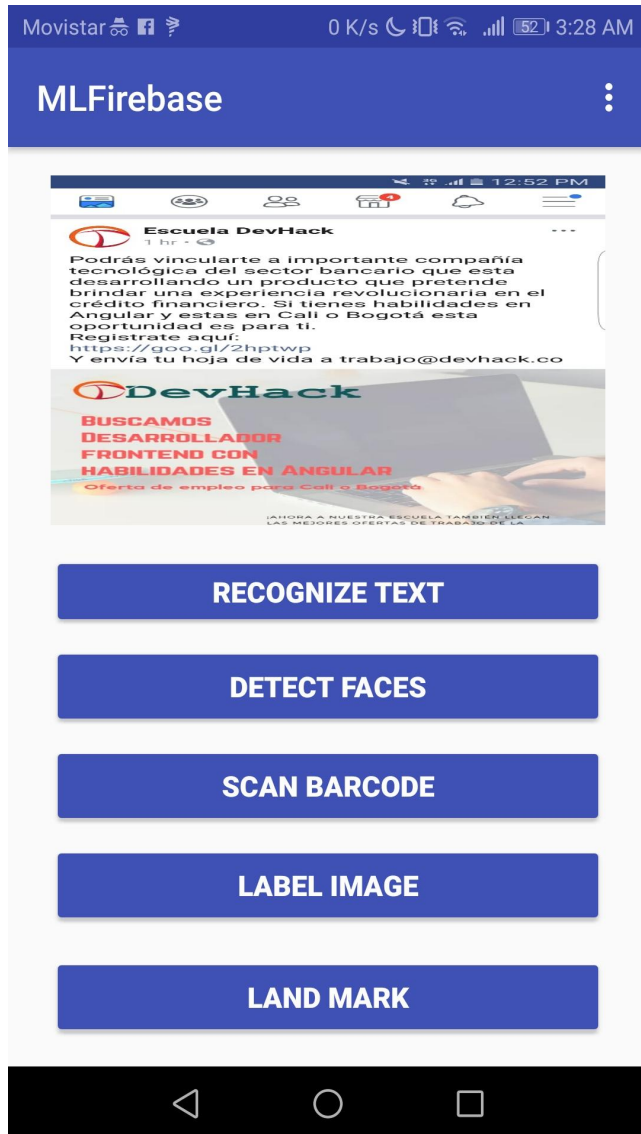 Movistar 0 K/s 52 3:28 AM
MLFirebase
12:52 PM
4
Escuela DevHack
1 hr •
Podrás vincularte a importante compañía
tecnológica del sector bancario que esta
desarrollando un producto que pretende
brindar una experiencia revolucionaria en el
crédito financiero. Si tienes habilidades en
Angular y estas en Cali o Bogotá esta
oportunidad es para ti.
Registrate aquí:
https://goo.gl/2hptwp
Y envía tu hoja de vida a trabajo@devhack.co
DevHack
BUSCAMOS
DESARROLLADOR
FRONTEND CON
HABILIDADES EN ANGULAR
Oferta de empleo para Cali o Bogotá
¡AHORA A NUESTRA ESCUELA TAMBIÉN LLEGAN
LAS MEJORES OFERTAS DE TRABAJO DE LA
RECOGNIZE TEXT
DETECT FACES
SCAN BARCODE
LABEL IMAGE
LAND MARK